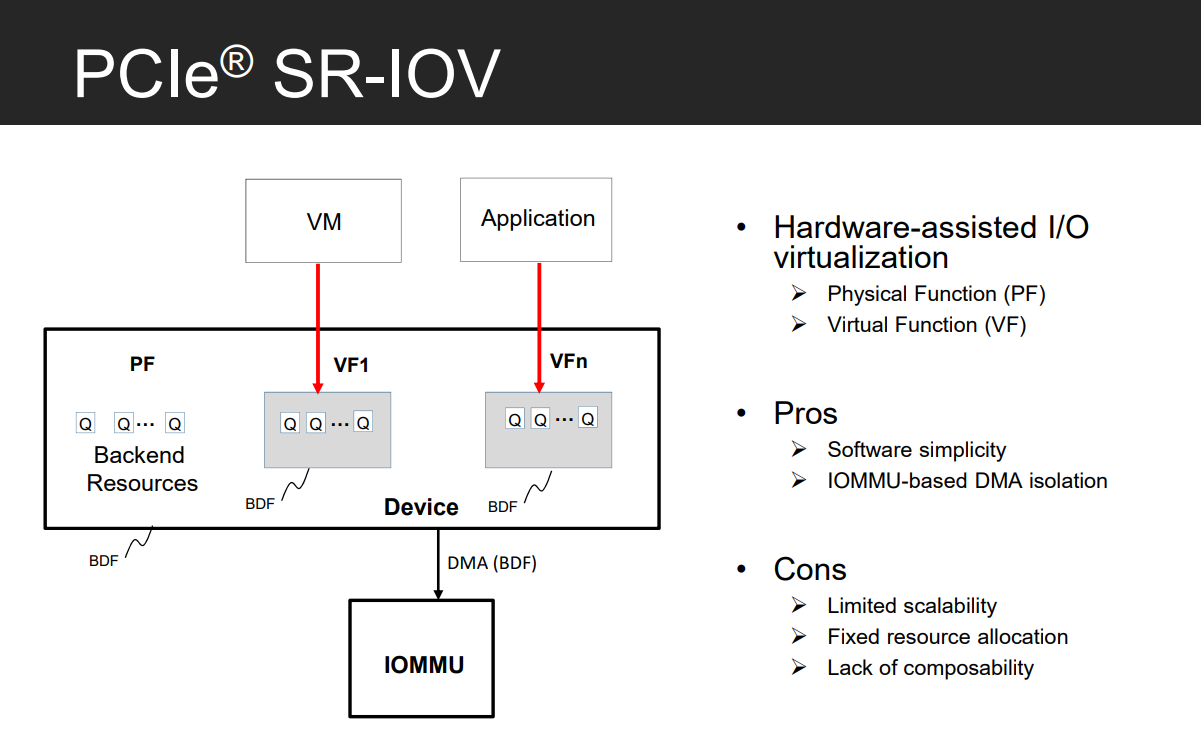 PCIe® SR-IOV
VM
Application
PF
VF1
VFn
Q Q ... Q
Q Q ... Q
Q Q ... Q
Backend
Resources
BDF
BDF
Device
BDF
DMA (BDF)
IOMMU
• Hardware-assisted I/O
virtualization
➢ Physical Function (PF)
➢ Virtual Function (VF)
• Pros
➢ Software simplicity
➢ IOMMU-based DMA isolation
• Cons
➢ Limited scalability
➢ Fixed resource allocation
➢ Lack of composability